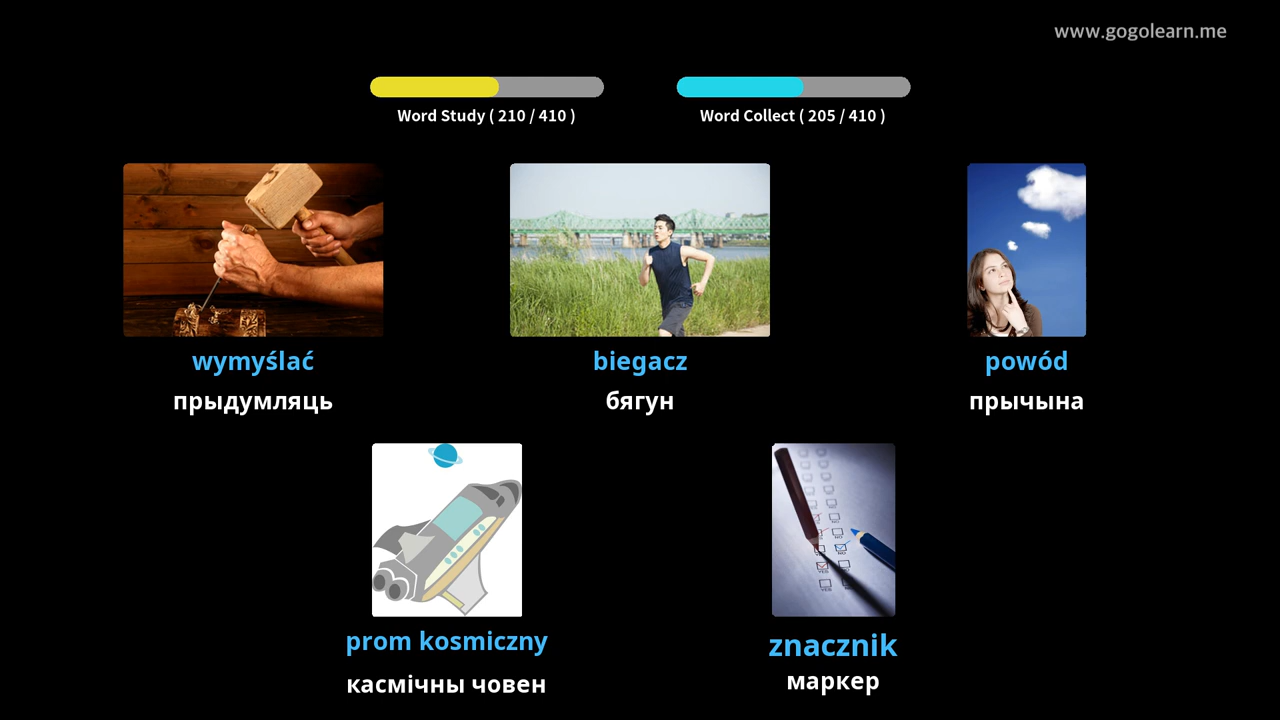 www.gogolearn.me
Word Study ( 210 / 410 )
Word Collect ( 205 / 410 )
wymyślać
прыдумляць
biegacz
бягун
powód
прычына
prom kosmiczny
касмічны човен
znacznik
маркер